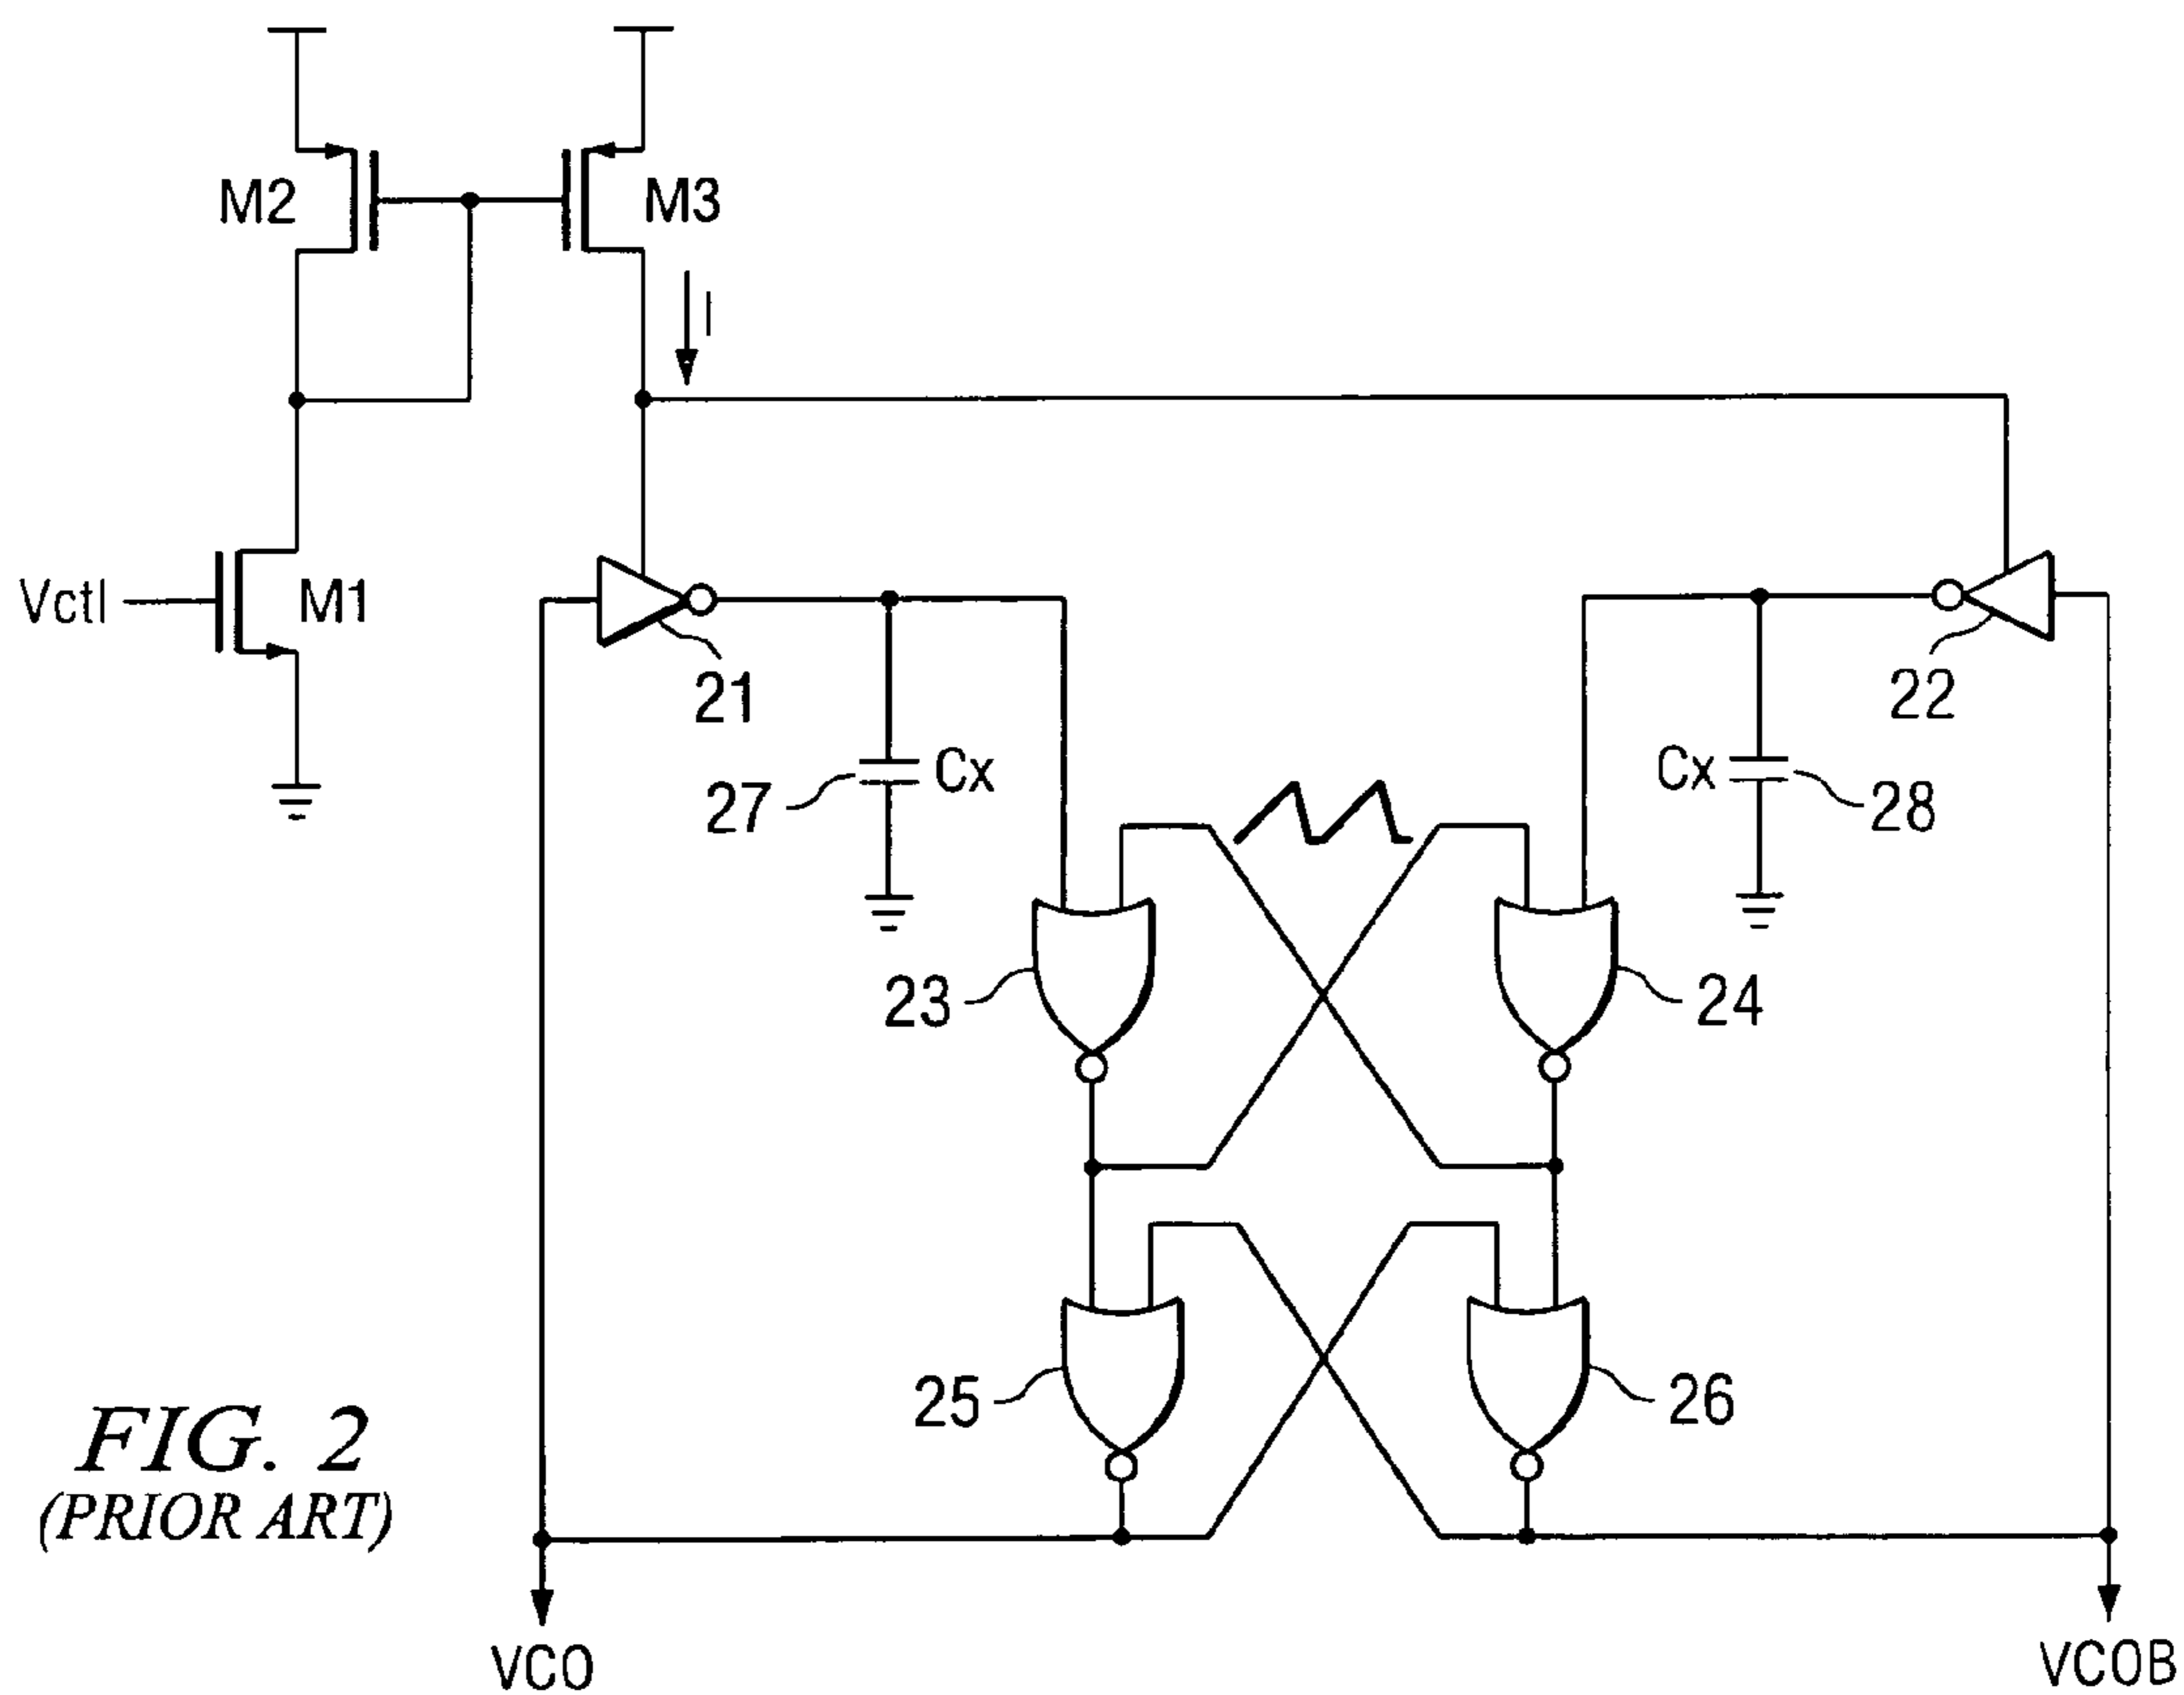 M2
M3
I
Vctl
M1
21
22
27
Cx
Cx
28
23
24
25
26
FIG. 2
(PRIOR ART)
VCO
VCOB